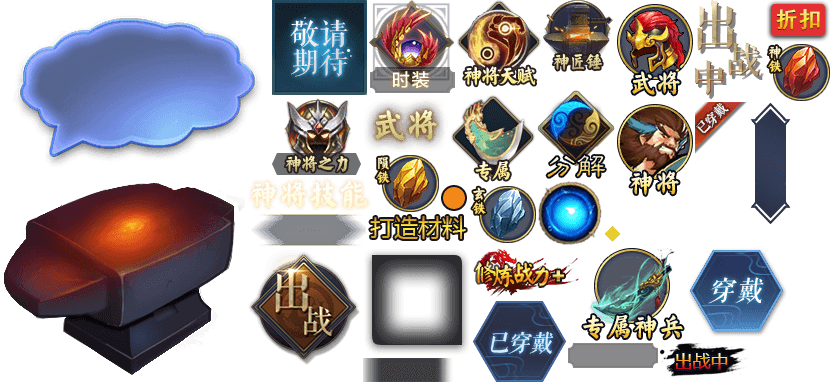 敬请
期待
时装
神将天赋
神匠锤
武将
出战
中
折扣
神铁
神将之力
武将
专属
分解
神将
已穿戴
陨铁
玄铁
神将技能
打造材料
出战
修炼战力+
专属神兵
穿戴
已穿戴
出战中